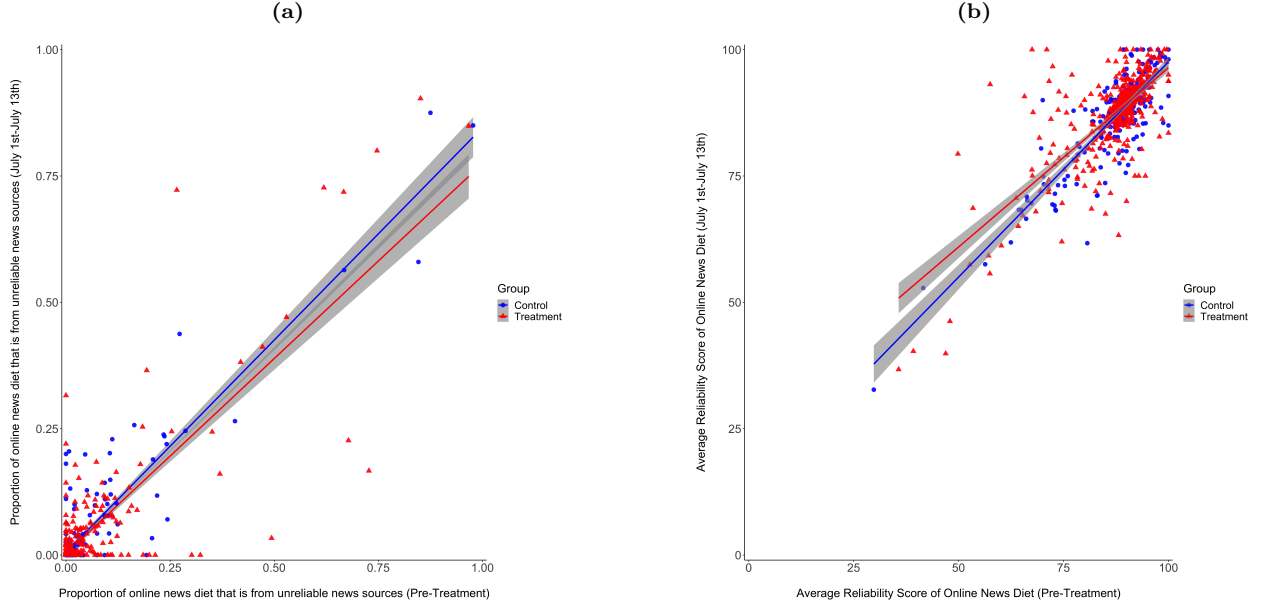 (a)
Proportion of online news diet that is from unreliable news sources (July 1st-July 13th)
1.00
0.75
0.50
0.25
0.00
0.00 0.25 0.50 0.75 1.00
Proportion of online news diet that is from unreliable news sources (Pre-Treatment)
Group
Control
Treatment
(b)
Average Reliability Score of Online News Diet (July 1st-July 13th)
100
75
50
25
0
0 25 50 75 100
Average Reliability Score of Online News Diet (Pre-Treatment)
Group
Control
Treatment